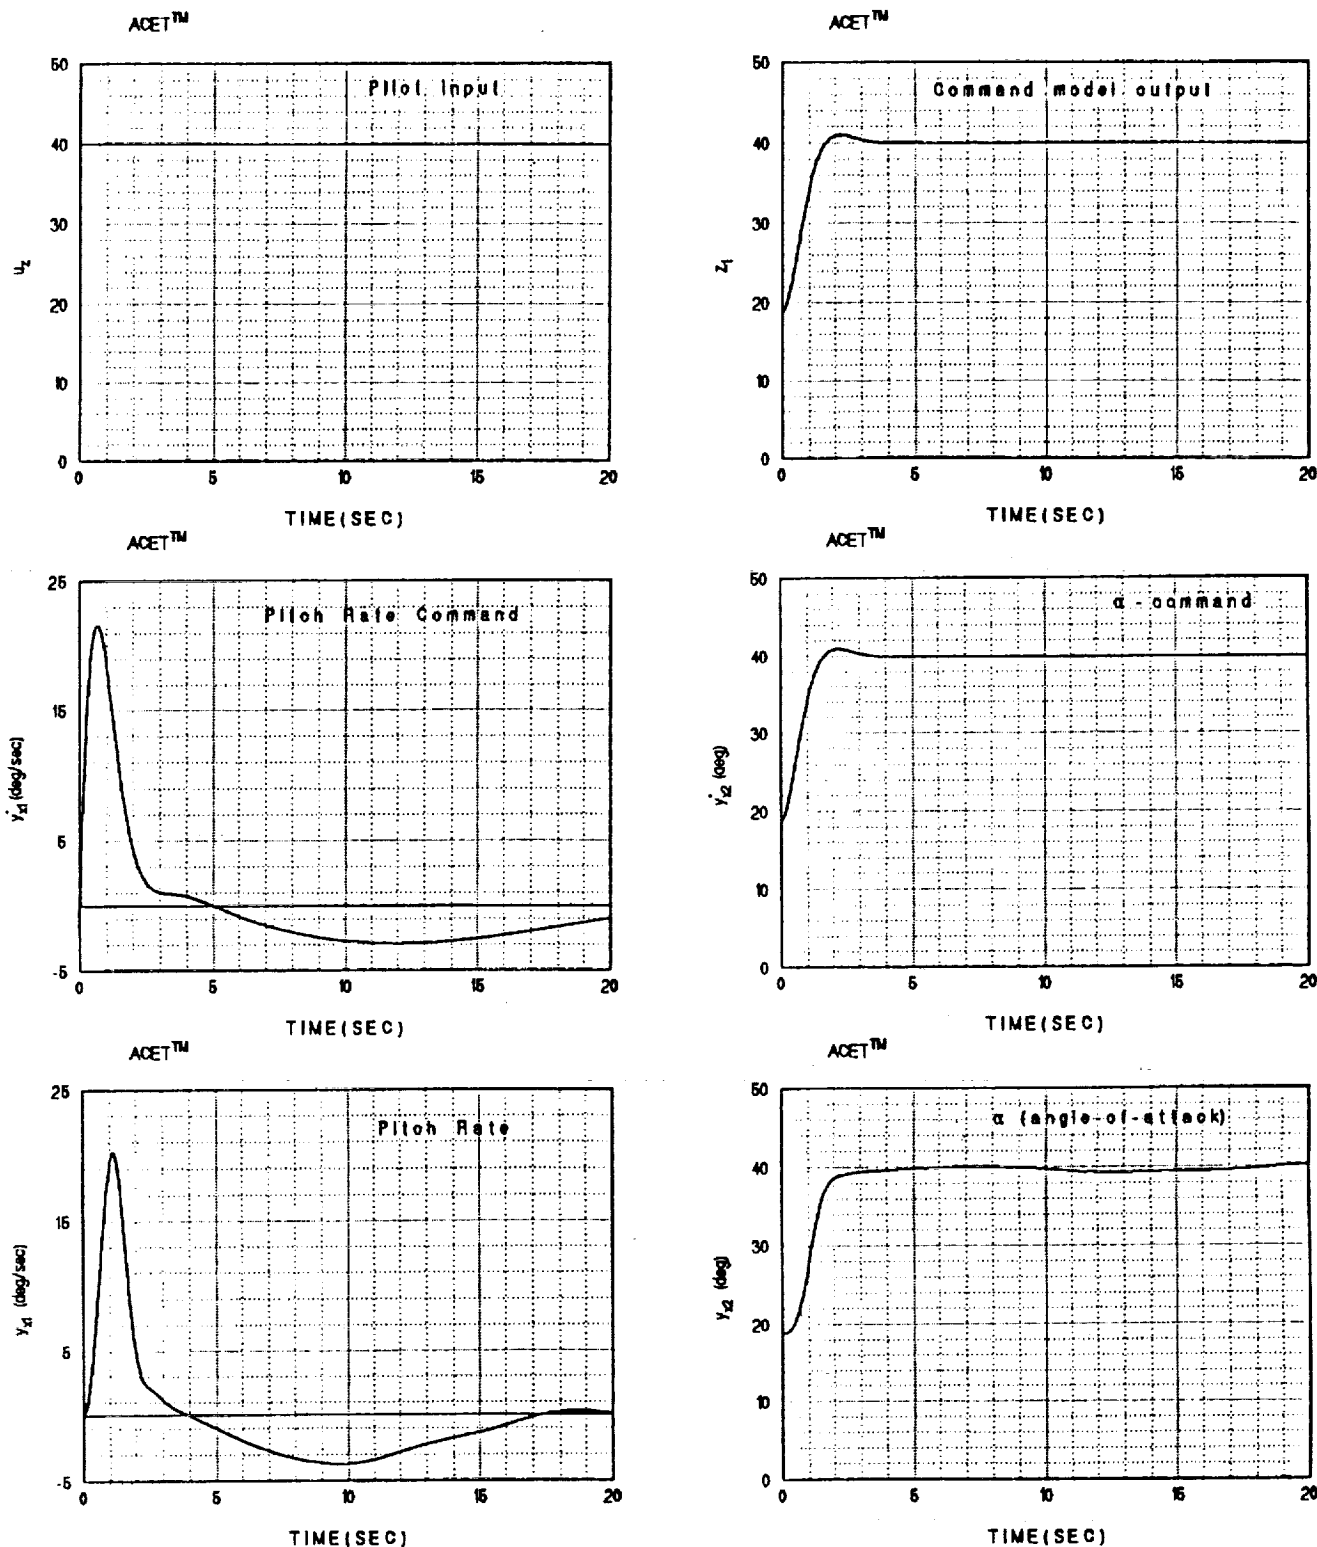 ACET™
50
Pilot Input
40
30
u_z
20
10
0
0 5 10 15 20
TIME(SEC)
ACET™
50
Command model output
40
30
z_1
20
10
0
0 5 10 15 20
TIME(SEC)
ACET™
25
Pitch Rate Command
15
ẏ_x1 (deg/sec)
5
-5
0 5 10 15 20
TIME(SEC)
ACET™
50
α - command
40
30
ẏ_x2 (deg)
20
10
0
0 5 10 15 20
TIME(SEC)
ACET™
25
Pitch Rate
15
y_x1 (deg/sec)
5
-5
0 5 10 15 20
TIME(SEC)
ACET™
50
α (angle-of-attack)
40
30
y_x2 (deg)
20
10
0
0 5 10 15 20
TIME(SEC)